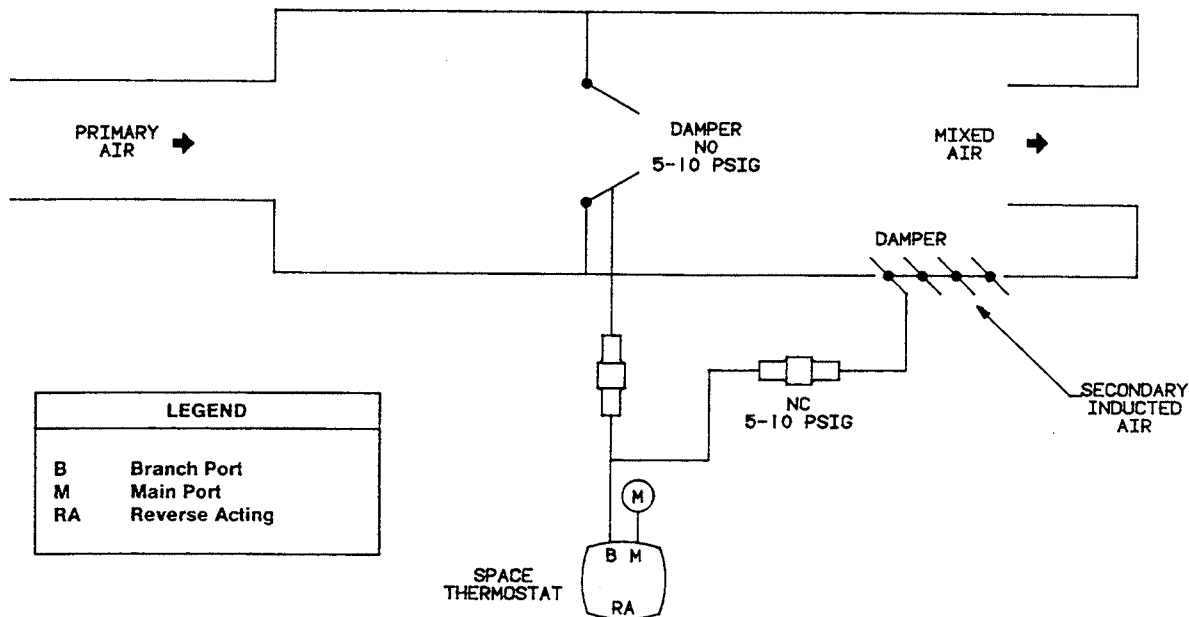 PRIMARY
AIR
DAMPER
NO
5-10 PSIG
MIXED
AIR
DAMPER
NC
5-10 PSIG
SECONDARY
INDUCTED
AIR
LEGEND
B Branch Port
M Main Port
RA Reverse Acting
M
B M
SPACE
THERMOSTAT
RA